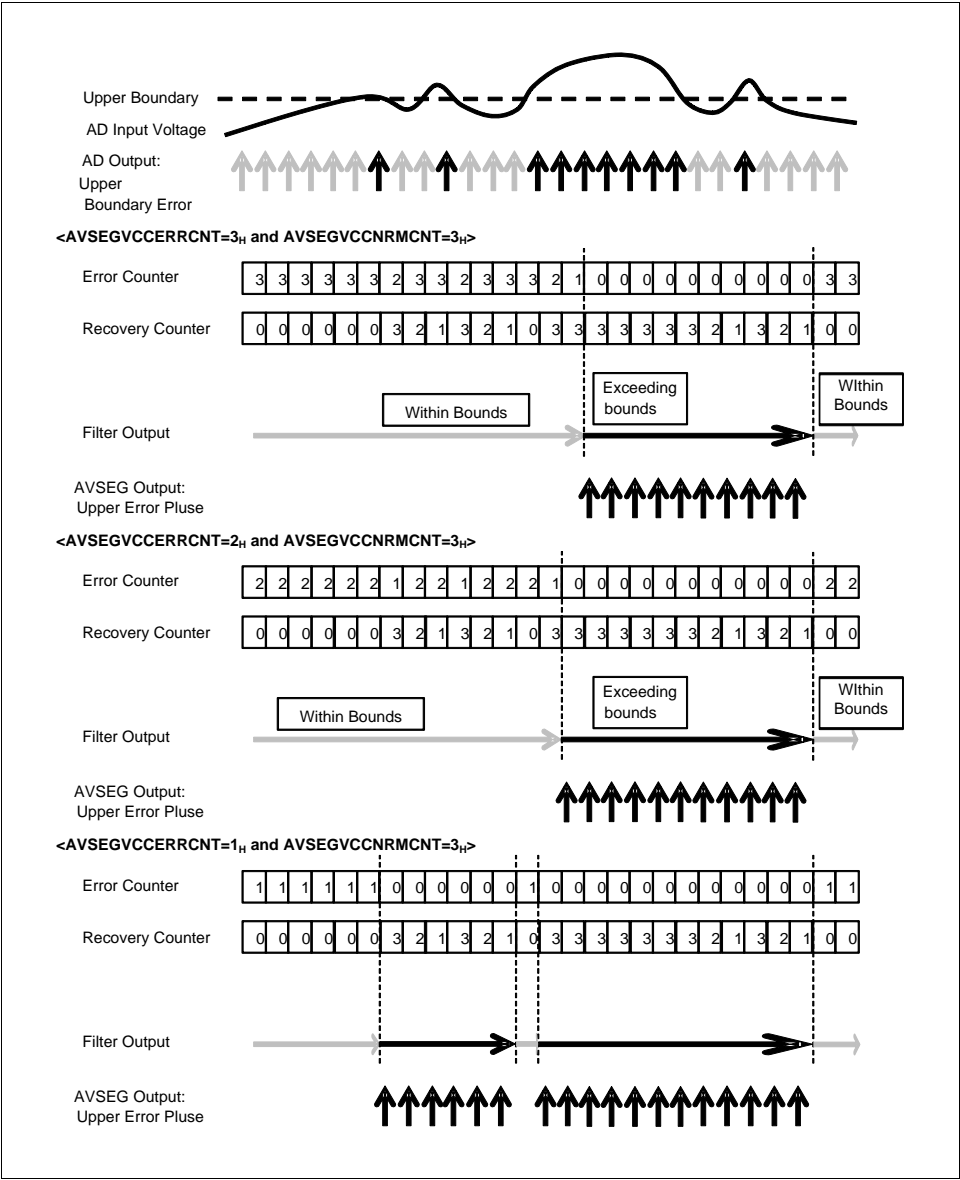 Upper Boundary
AD Input Voltage
AD Output:
Upper
Boundary Error
<AVSEGVCCERRCNT=3H and AVSEGVCCNRMCNT=3H>
Error Counter 3 3 3 3 3 3 2 3 3 2 3 3 3 2 1 0 0 0 0 0 0 0 0 0 0 3 3
Recovery Counter 0 0 0 0 0 0 3 2 1 3 2 1 0 3 3 3 3 3 3 3 2 1 3 2 1 0 0
Within Bounds
Exceeding
bounds
WIthin
Bounds
Filter Output
AVSEG Output:
Upper Error Pluse
<AVSEGVCCERRCNT=2H and AVSEGVCCNRMCNT=3H>
Error Counter 2 2 2 2 2 2 1 2 2 1 2 2 2 1 0 0 0 0 0 0 0 0 0 0 0 2 2
Recovery Counter 0 0 0 0 0 0 3 2 1 3 2 1 0 3 3 3 3 3 3 3 2 1 3 2 1 0 0
Within Bounds
Exceeding
bounds
WIthin
Bounds
Filter Output
AVSEG Output:
Upper Error Pluse
<AVSEGVCCERRCNT=1H and AVSEGVCCNRMCNT=3H>
Error Counter 1 1 1 1 1 1 0 0 0 0 0 0 1 0 0 0 0 0 0 0 0 0 0 0 0 1 1
Recovery Counter 0 0 0 0 0 0 3 2 1 3 2 1 0 3 3 3 3 3 3 3 2 1 3 2 1 0 0
Filter Output
AVSEG Output:
Upper Error Pluse